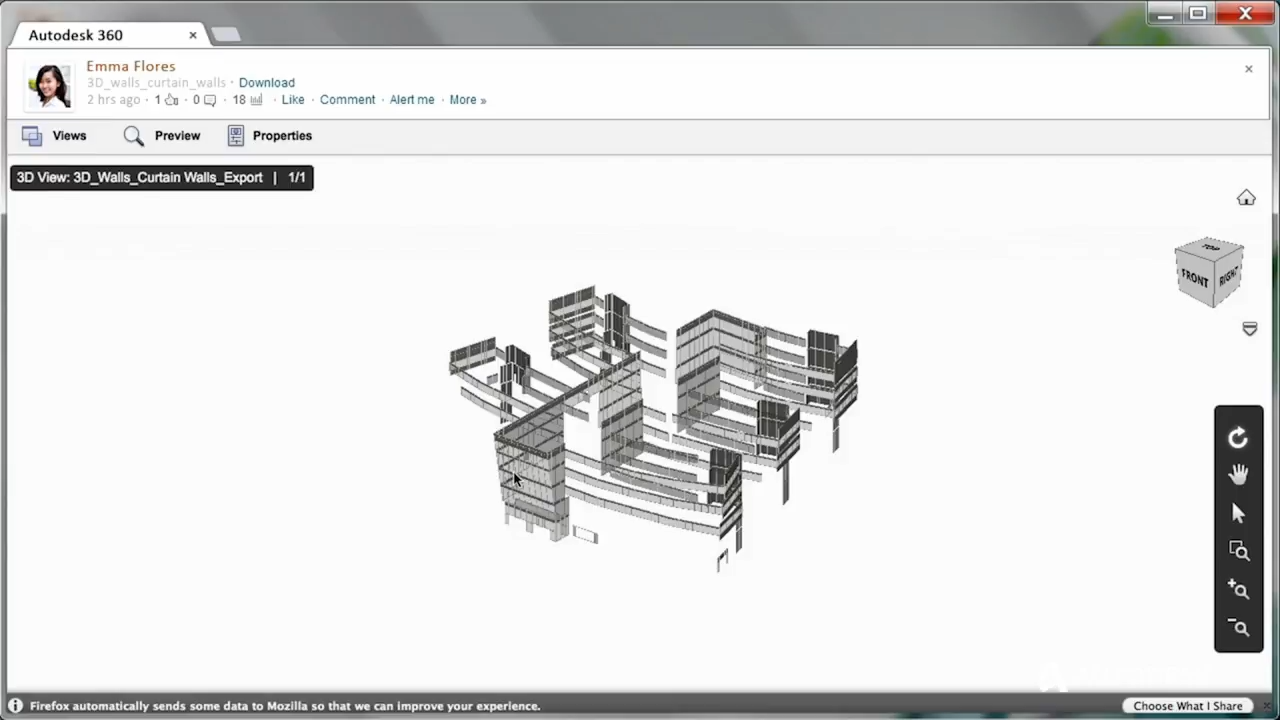 Autodesk 360
Emma Flores
3D_walls_curtain_walls · Download
2 hrs ago · 1 · 0 · 18 · Like · Comment · Alert me · More »
Views Preview Properties
3D View: 3D_Walls_Curtain Walls_Export | 1/1
TOP
FRONT RIGHT
Firefox automatically sends some data to Mozilla so that we can improve your experience.
Choose What I Share